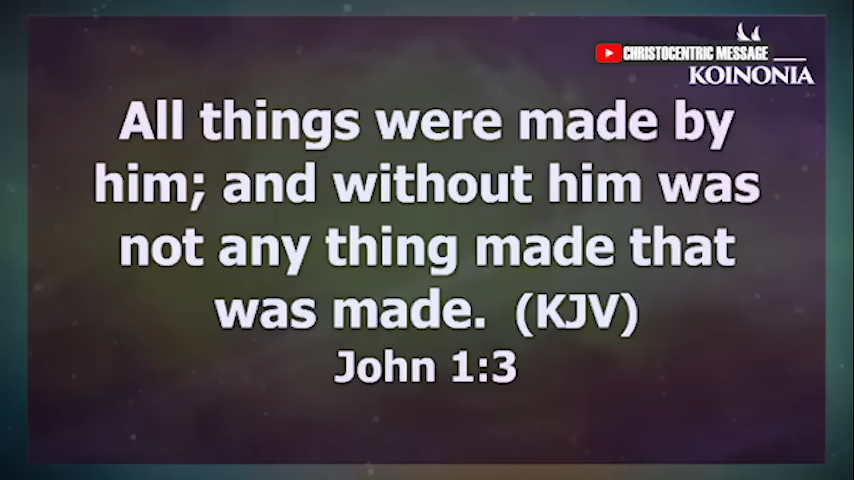 CHRISTOCENTRIC MESSAGE
KOINONIA
All things were made by
him; and without him was
not any thing made that
was made. (KJV)
John 1:3